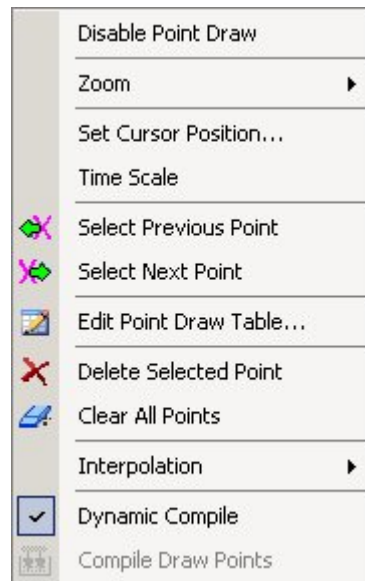 Disable Point Draw
Zoom
Set Cursor Position...
Time Scale
Select Previous Point
Select Next Point
Edit Point Draw Table...
Delete Selected Point
Clear All Points
Interpolation
Dynamic Compile
Compile Draw Points